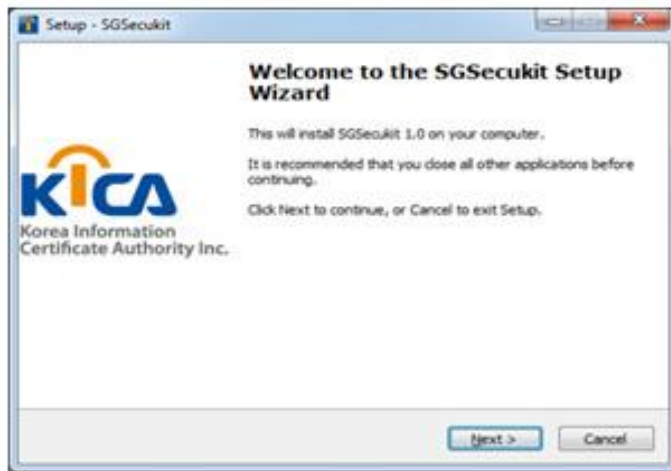 Setup - SGSecukit
Welcome to the SGSecukit Setup
Wizard
This will install SGSecukit 1.0 on your computer.
It is recommended that you close all other applications before
continuing.
Click Next to continue, or Cancel to exit Setup.
KICA
Korea Information
Certificate Authority Inc.
Next >
Cancel